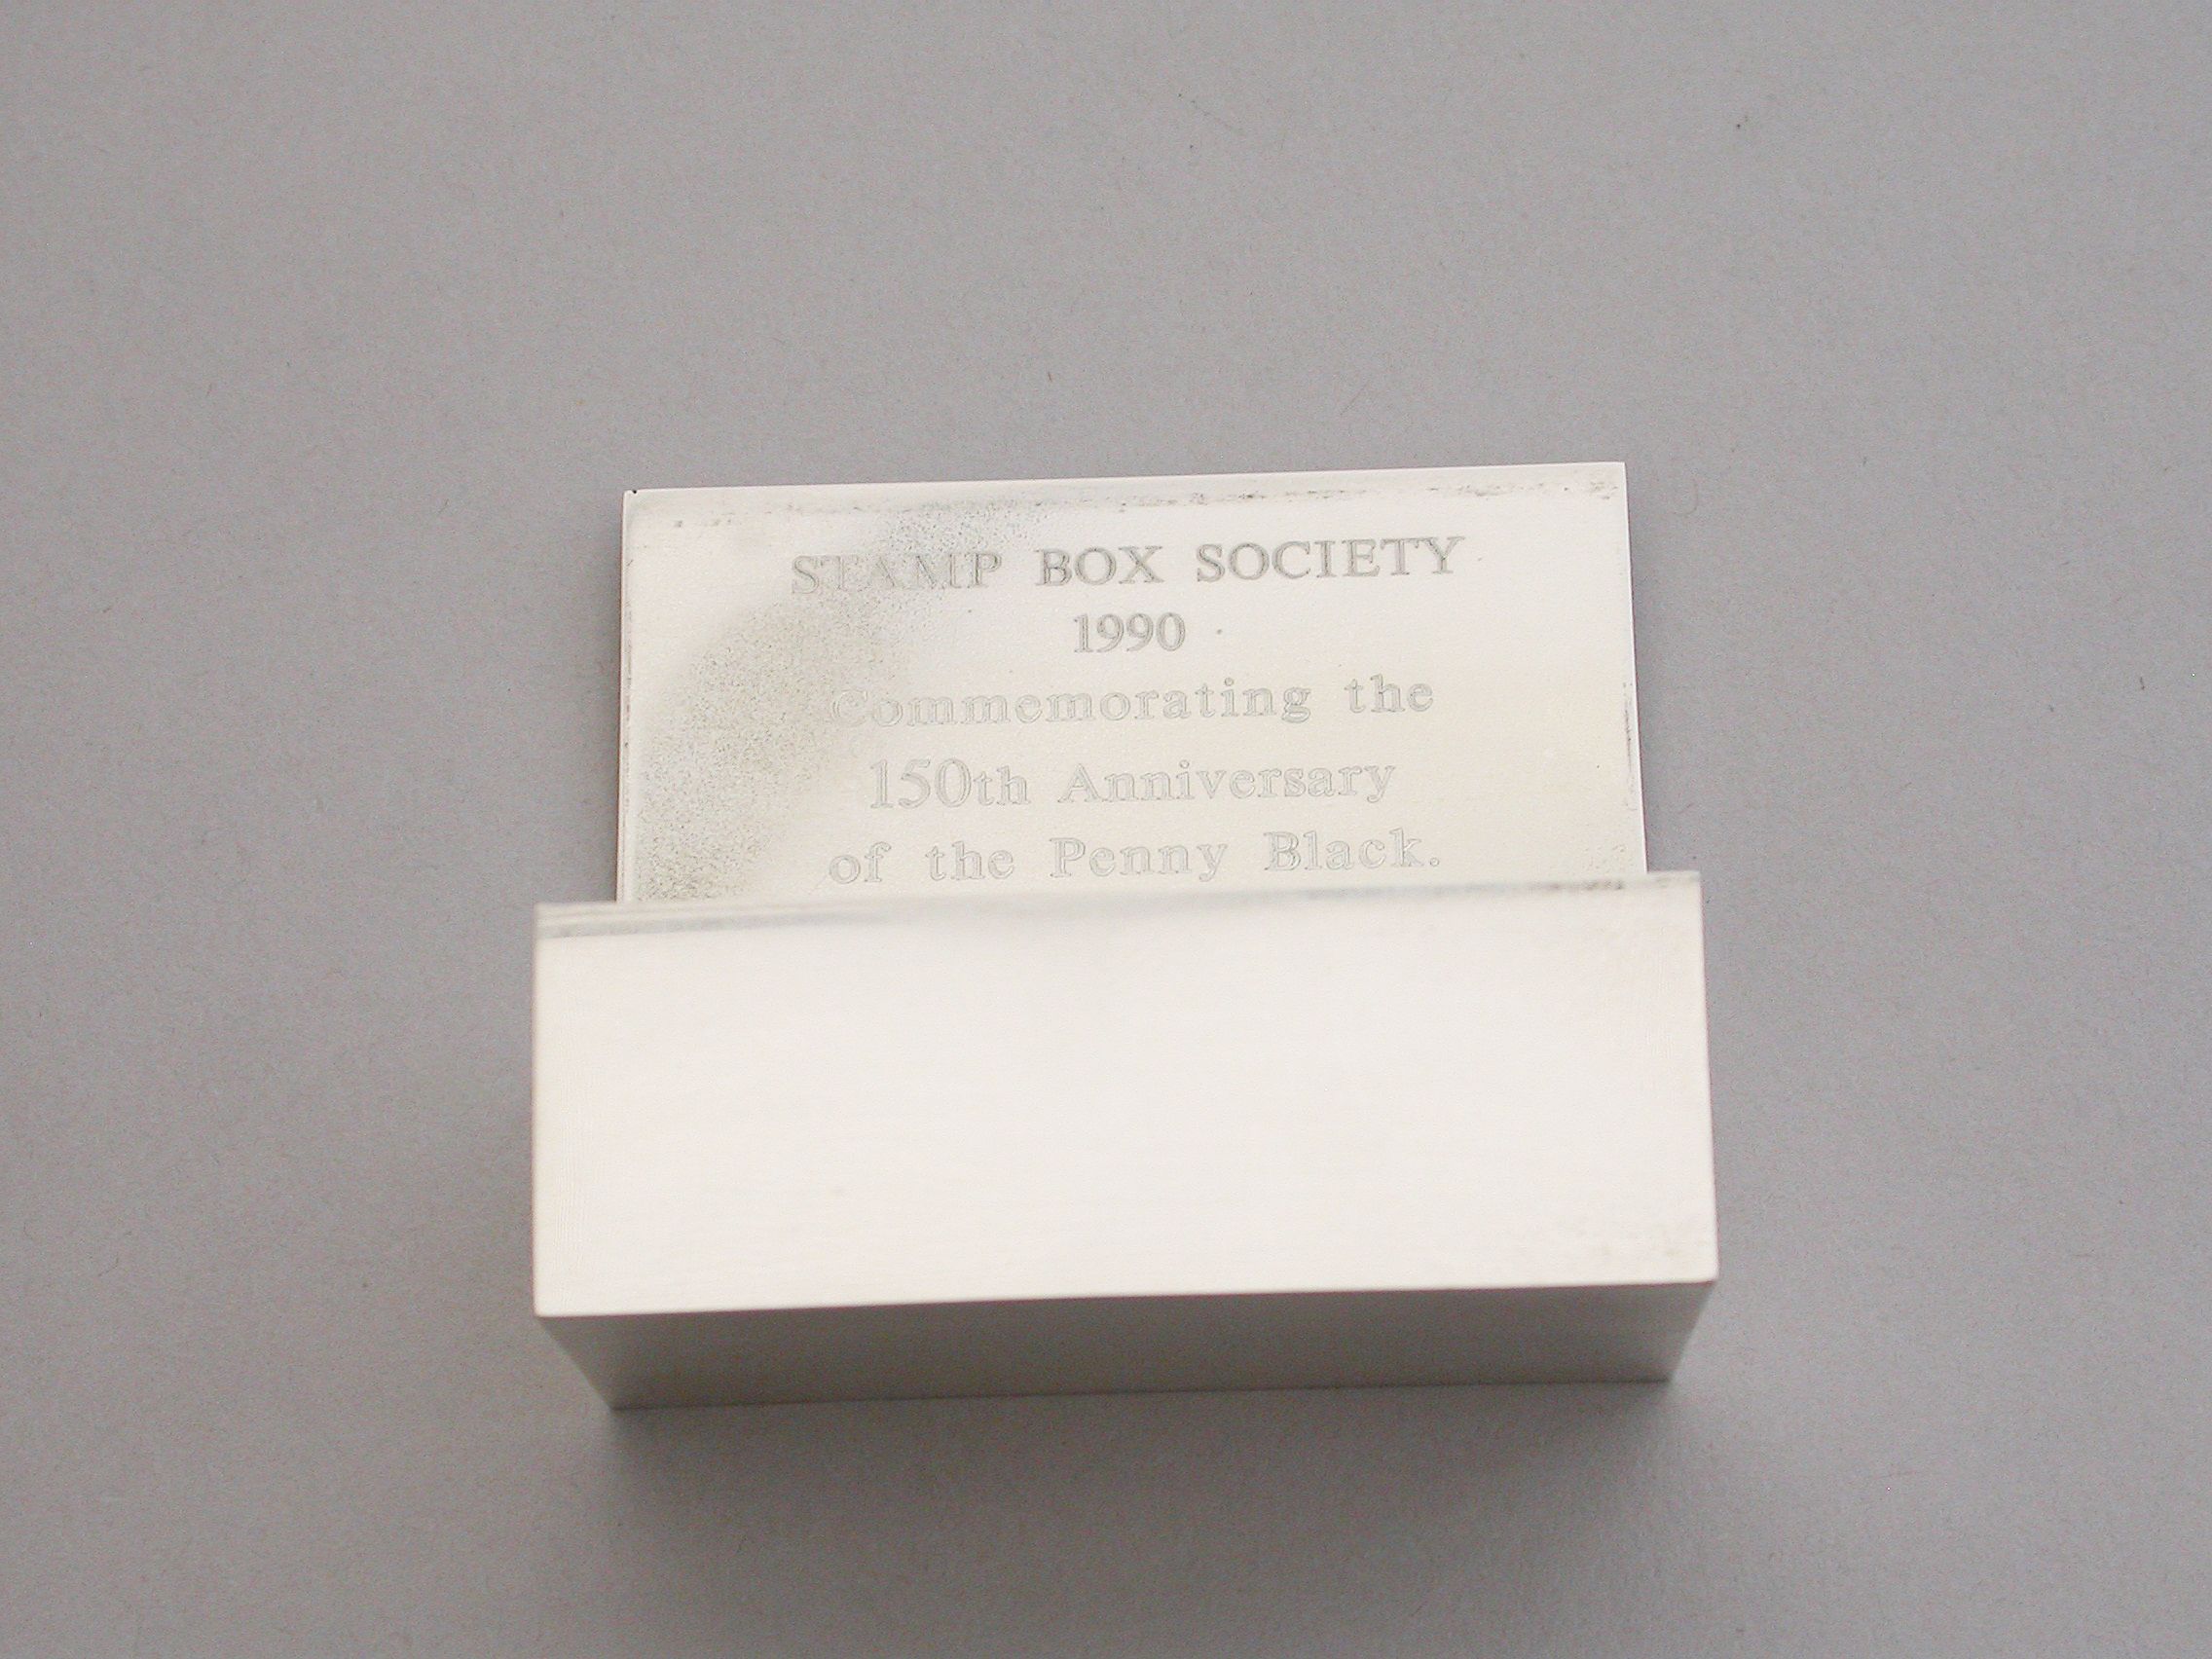 STAMP BOX SOCIETY
1990
Commemorating the
150th Anniversary
of the Penny Black.